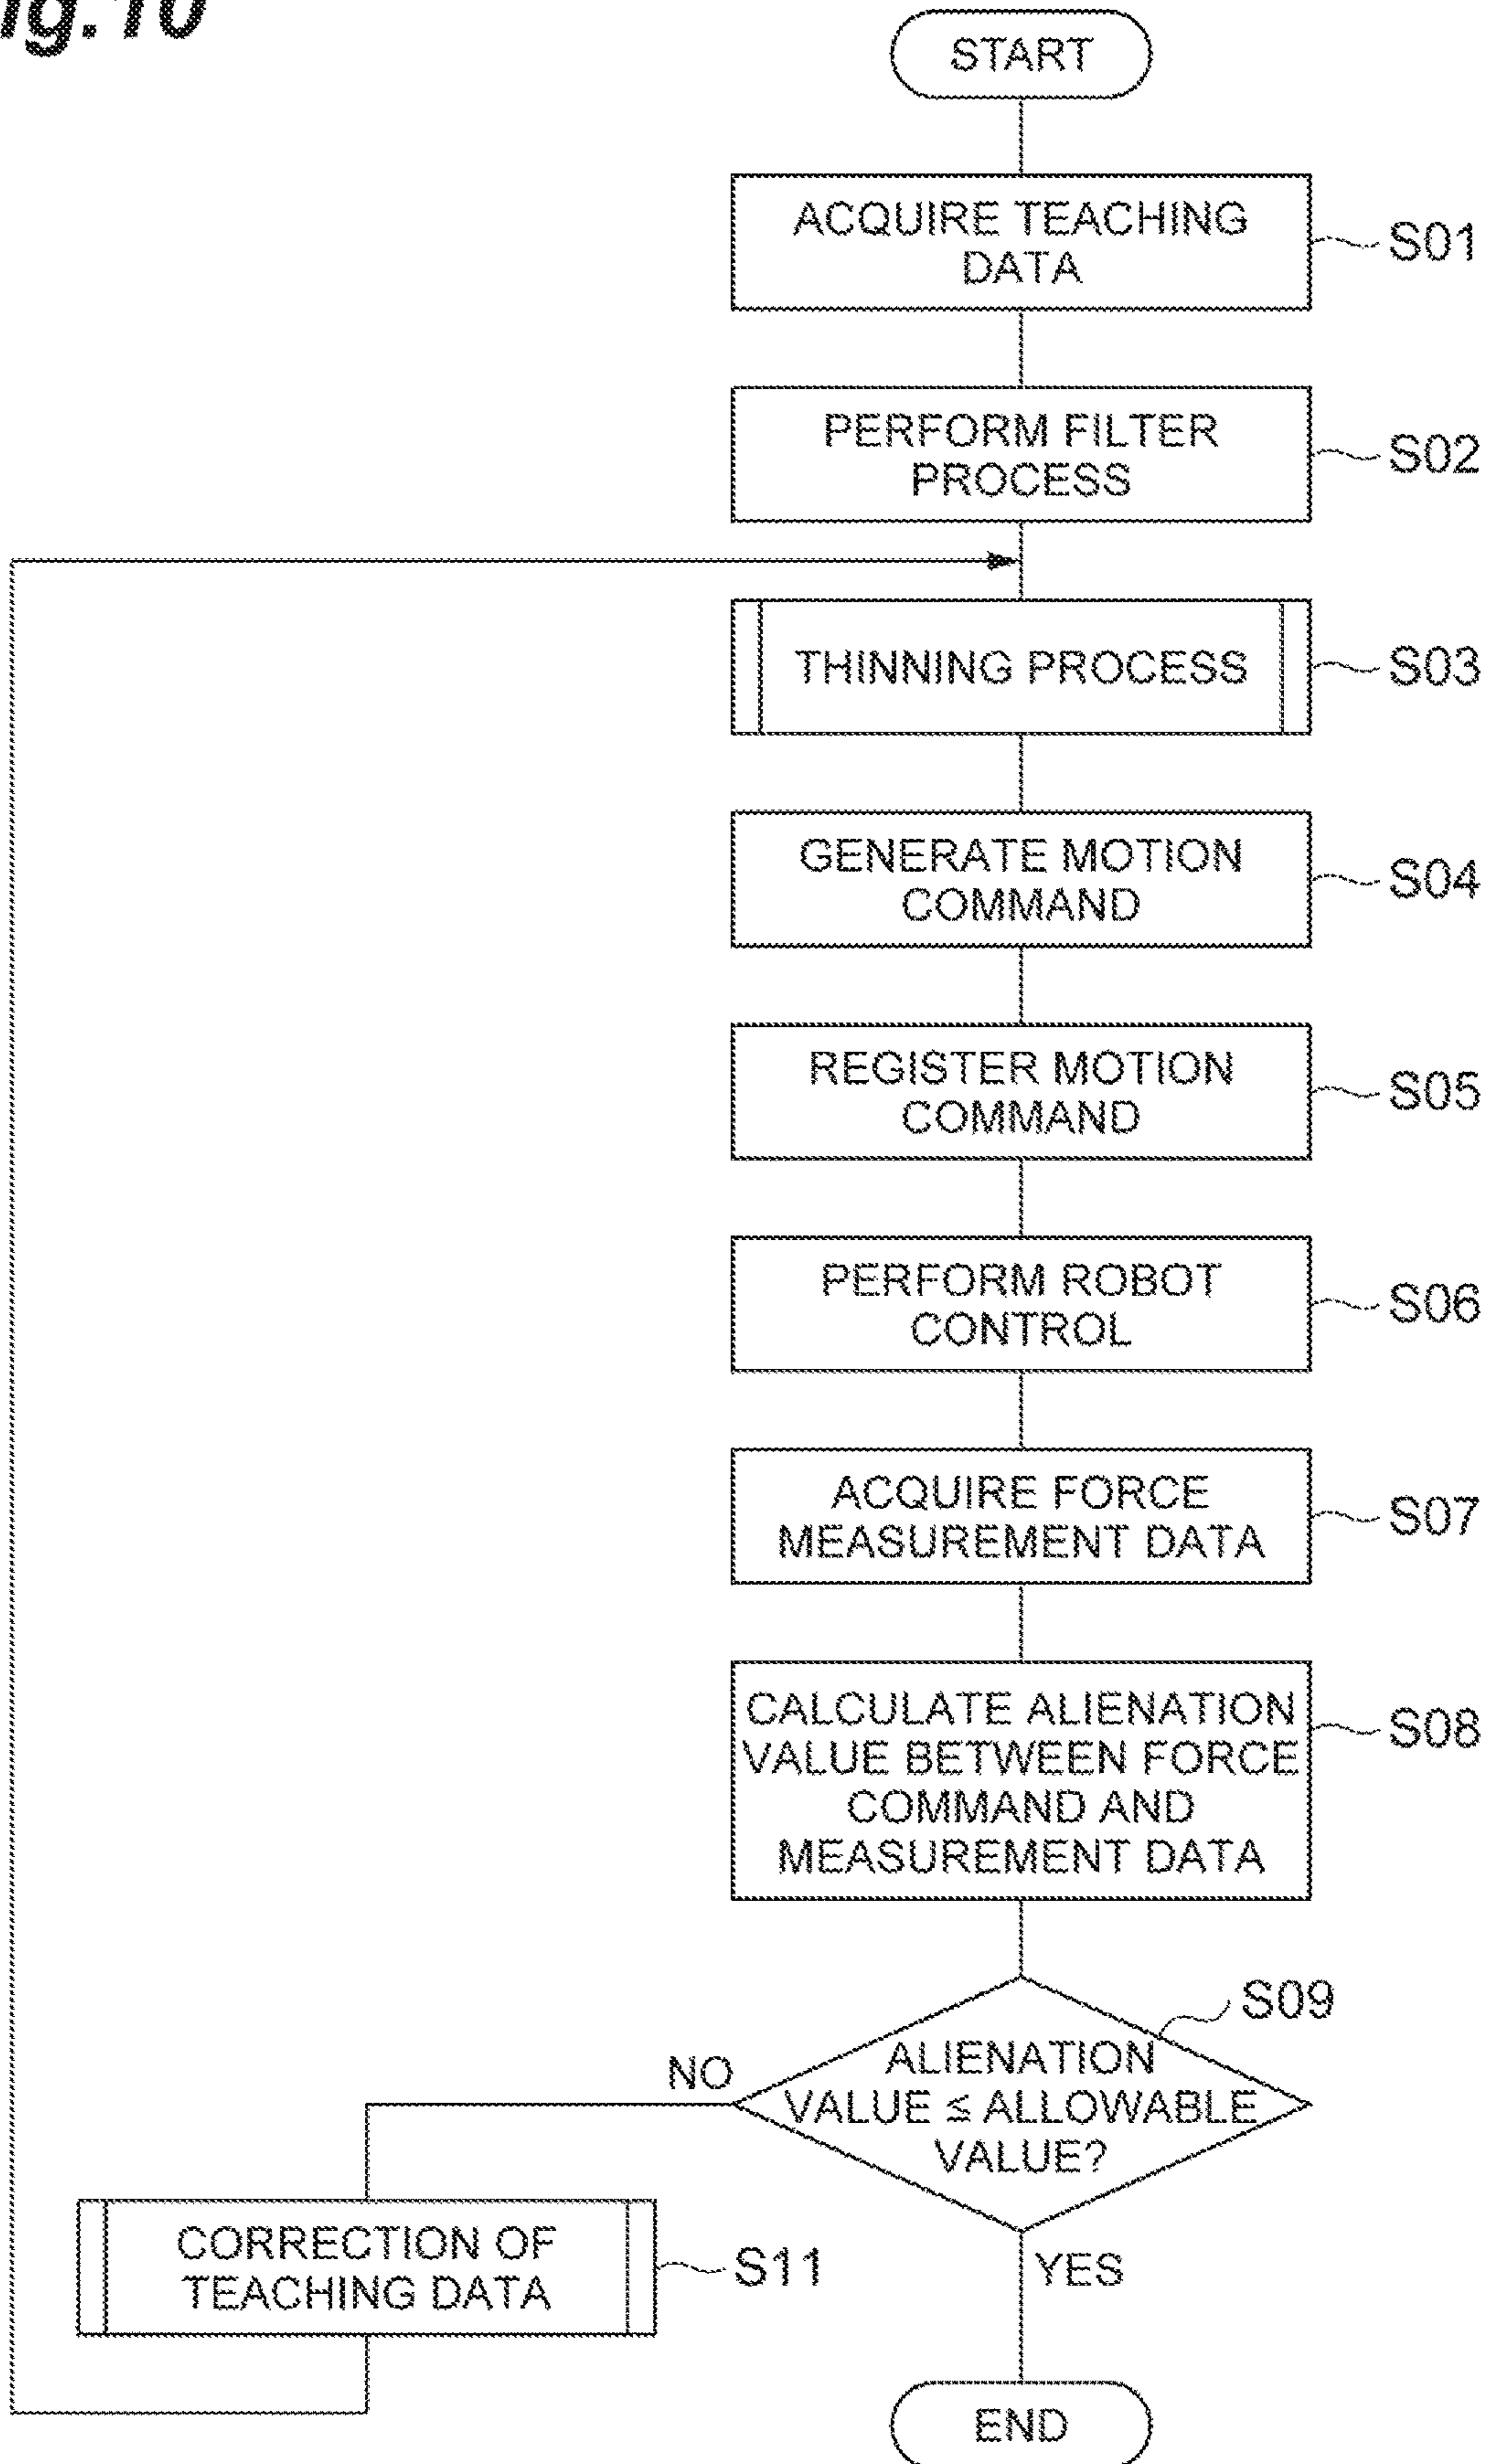 ig.10
START
ACQUIRE TEACHING
DATA
S01
PERFORM FILTER
PROCESS
S02
THINNING PROCESS
S03
GENERATE MOTION
COMMAND
S04
REGISTER MOTION
COMMAND
S05
PERFORM ROBOT
CONTROL
S06
ACQUIRE FORCE
MEASUREMENT DATA
S07
CALCULATE ALIENATION
VALUE BETWEEN FORCE
COMMAND AND
MEASUREMENT DATA
S08
S09
ALIENATION
VALUE ≦ ALLOWABLE
VALUE?
NO
CORRECTION OF
TEACHING DATA
S11
YES
END